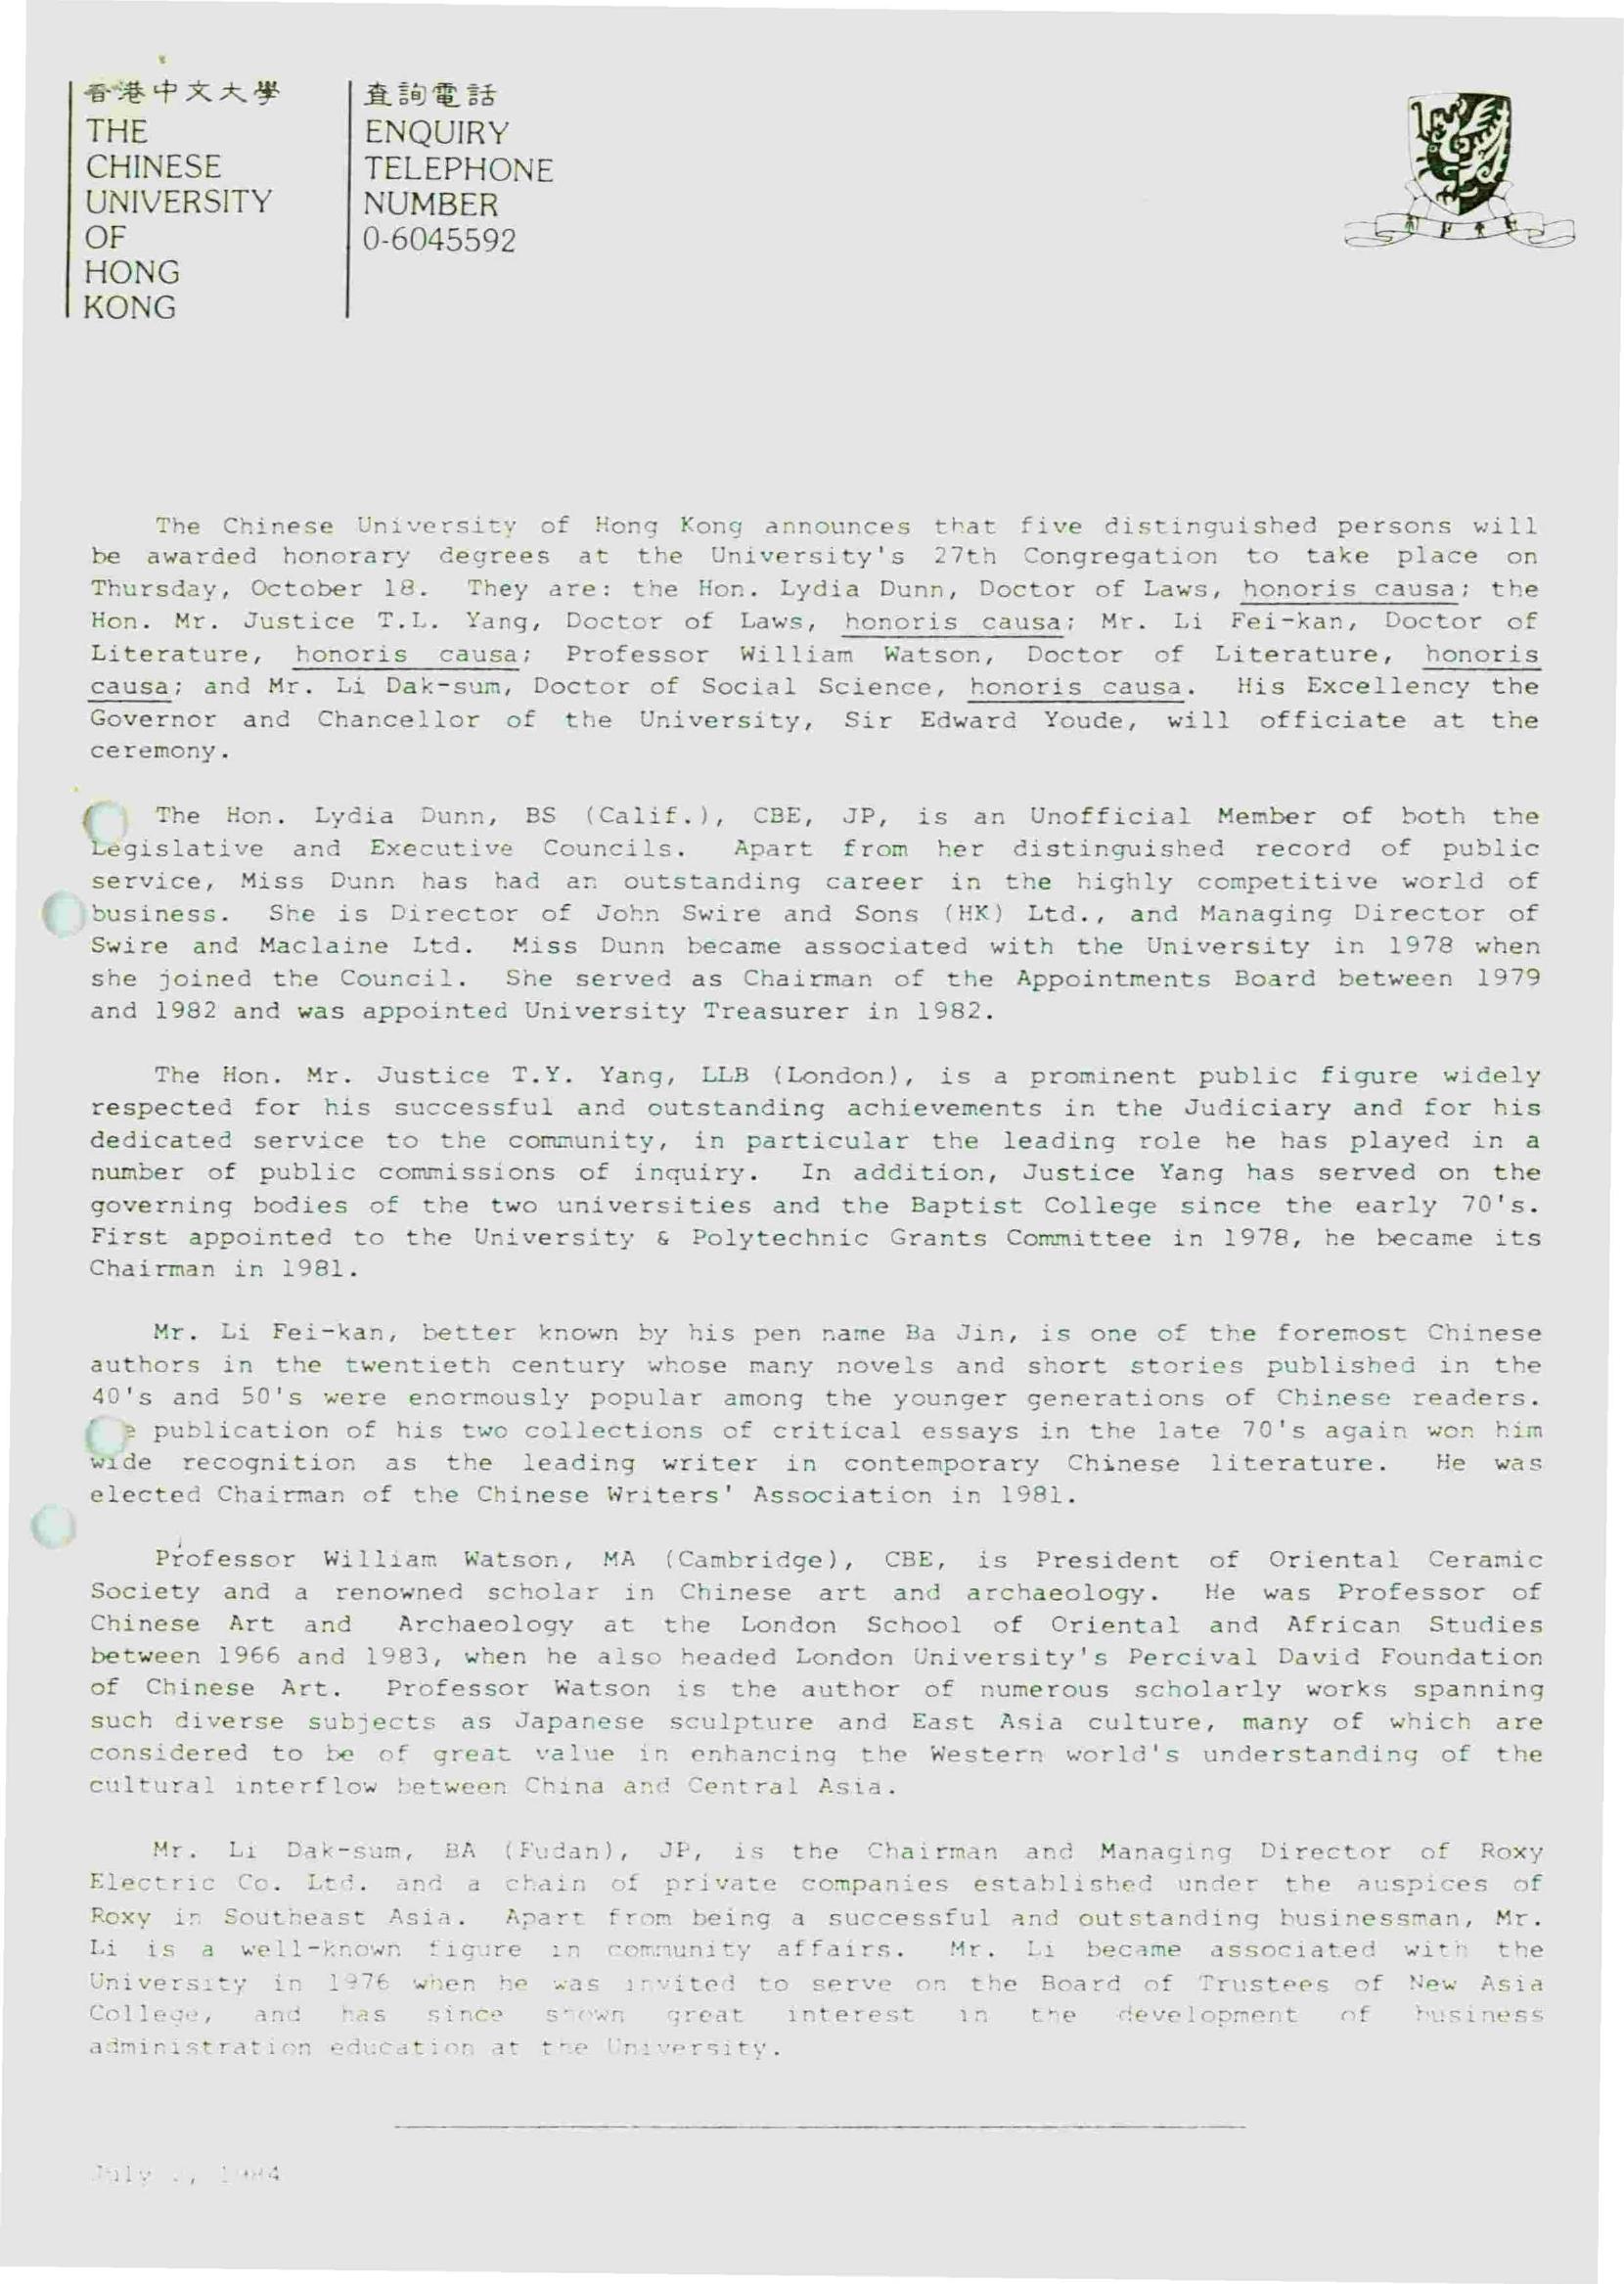 香港中文大學
THE
CHINESE
UNIVERSITY
OF
HONG
KONG
查詢電話
ENQUIRY
TELEPHONE
NUMBER
0-6045592
The Chinese University of Hong Kong announces that five distinguished persons will
be awarded honorary degrees at the University's 27th Congregation to take place on
Thursday, October 18. They are: the Hon. Lydia Dunn, Doctor of Laws, honoris causa; the
Hon. Mr. Justice T.L. Yang, Doctor of Laws, honoris causa; Mr. Li Fei-kan, Doctor of
Literature, honoris causa; Professor William Watson, Doctor of Literature, honoris
causa; and Mr. Li Dak-sum, Doctor of Social Science, honoris causa. His Excellency the
Governor and Chancellor of the University, Sir Edward Youde, will officiate at the
ceremony.
The Hon. Lydia Dunn, BS (Calif.), CBE, JP, is an Unofficial Member of both the
Legislative and Executive Councils. Apart from her distinguished record of public
service, Miss Dunn has had an outstanding career in the highly competitive world of
business. She is Director of John Swire and Sons (HK) Ltd., and Managing Director of
Swire and Maclaine Ltd. Miss Dunn became associated with the University in 1978 when
she joined the Council. She served as Chairman of the Appointments Board between 1979
and 1982 and was appointed University Treasurer in 1982.
The Hon. Mr. Justice T.Y. Yang, LLB (London), is a prominent public figure widely
respected for his successful and outstanding achievements in the Judiciary and for his
dedicated service to the community, in particular the leading role he has played in a
number of public commissions of inquiry. In addition, Justice Yang has served on the
governing bodies of the two universities and the Baptist College since the early 70's.
First appointed to the University & Polytechnic Grants Committee in 1978, he became its
Chairman in 1981.
Mr. Li Fei-kan, better known by his pen name Ba Jin, is one of the foremost Chinese
authors in the twentieth century whose many novels and short stories published in the
40's and 50's were enormously popular among the younger generations of Chinese readers.
publication of his two collections of critical essays in the late 70's again won him
wide recognition as the leading writer in contemporary Chinese literature. He was
elected Chairman of the Chinese Writers' Association in 1981.
Professor William Watson, MA (Cambridge), CBE, is President of Oriental Ceramic
Society and a renowned scholar in Chinese art and archaeology. He was Professor of
Chinese Art and Archaeology at the London School of Oriental and African Studies
between 1966 and 1983, when he also headed London University's Percival David Foundation
of Chinese Art. Professor Watson is the author of numerous scholarly works spanning
such diverse subjects as Japanese sculpture and East Asia culture, many of which are
considered to be of great value in enhancing the Western world's understanding of the
cultural interflow between China and Central Asia.
Mr. Li Dak-sum, BA (Fudan), JP, is the Chairman and Managing Director of Roxy
Electric Co. Ltd. and a chain of private companies established under the auspices of
Roxy in Southeast Asia. Apart from being a successful and outstanding businessman, Mr.
Li is a well-known figure in community affairs. Mr. Li became associated with the
University in 1976 when he was invited to serve on the Board of Trustees of New Asia
College, and has since shown great interest in the development of business
administration education at the University.
July 1984